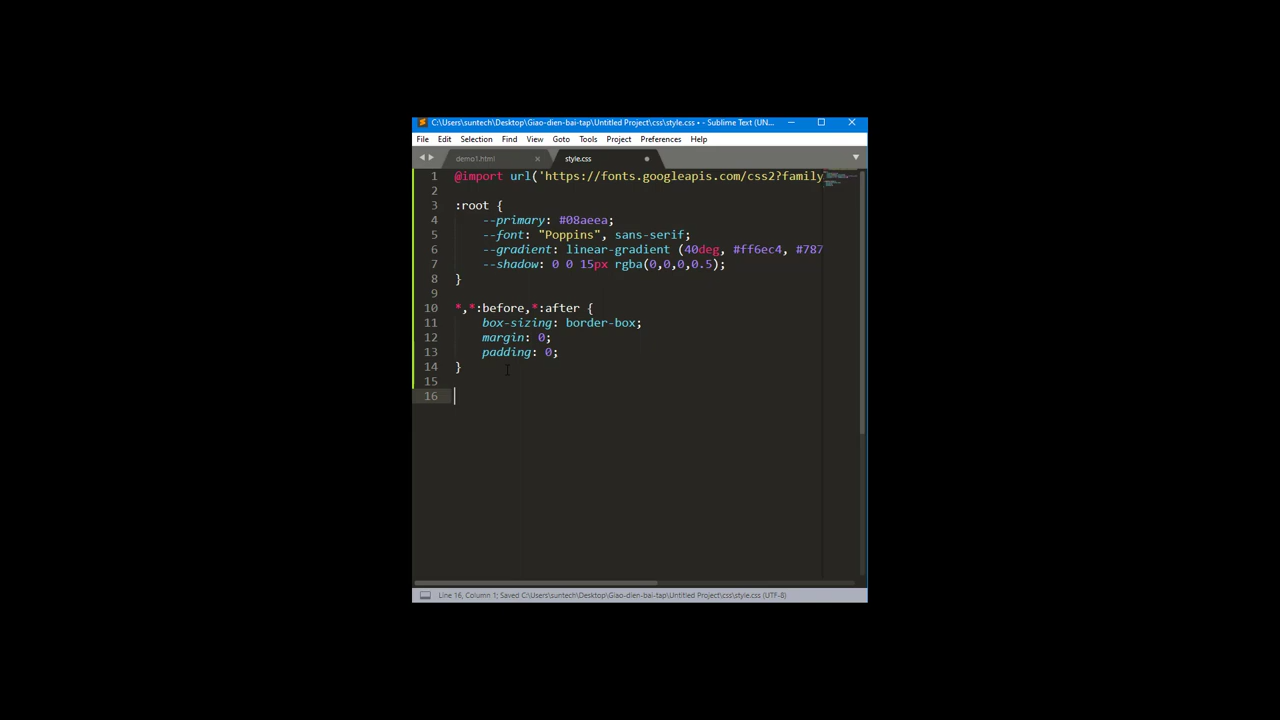 C:\Users\suntech\Desktop\Giao-dien-bai-tap\Untitled Project\css\style.css • - Sublime Text (UN...
File Edit Selection Find View Goto Tools Project Preferences Help
demo1.html style.css
1 @import url('https://fonts.googleapis.com/css2?family
2
3 :root {
4 --primary: #08aeea;
5 --font: "Poppins", sans-serif;
6 --gradient: linear-gradient (40deg, #ff6ec4, #787
7 --shadow: 0 0 15px rgba(0,0,0,0.5);
8 }
9
10 *,*:before,*:after {
11 box-sizing: border-box;
12 margin: 0;
13 padding: 0;
14 }
15
16
Line 16, Column 1; Saved C:\Users\suntech\Desktop\Giao-dien-bai-tap\Untitled Project\css\style.css (UTF-8)